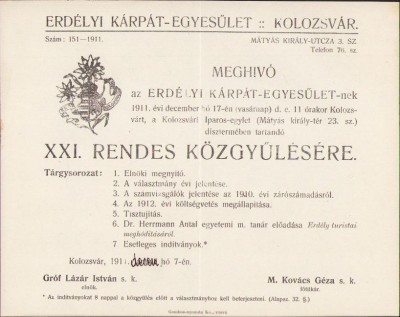 ERDÉLYI KÁRPÁT-EGYESÜLET :: KOLOZSVÁR.
Szám: 151—1911.
MÁTYÁS KIRÁLY-UTCZA 3. SZ.
Telefon 76. sz.
MEGHIVÓ
az ERDÉLYI KÁRPÁT-EGYESÜLET-nek
1911. évi december hó 17-én (vasárnap) d. e. 11 órakor Kolozs-
várt, a Kolozsvári Iparos-egylet (Mátyás király-tér 23. sz.)
dísztermében tartandó
XXI. RENDES KÖZGYŰLÉSÉRE.
Tárgysorozat: 1. Elnöki megnyitó.
2. A választmány évi jelentése.
3. A számvizsgálók jelentése az 1910. évi zárószámadásról.
4. Az 1912. évi költségvetés megállapítása.
5. Tisztujitás.
6. Dr. Herrmann Antal egyetemi m. tanár előadása Erdély turistai
meghódításáról.
7 Esetleges indítványok.*
Kolozsvár, 1911 decem hó 7-én.
Gróf Lázár István s. k.
elnök.
M. Kovács Géza s. k.
főtitkár.
* Az indítványokat 8 nappal a közgyűlés előtt a választmányhoz kell beterjeszteni. (Alapsz. 32. §.)